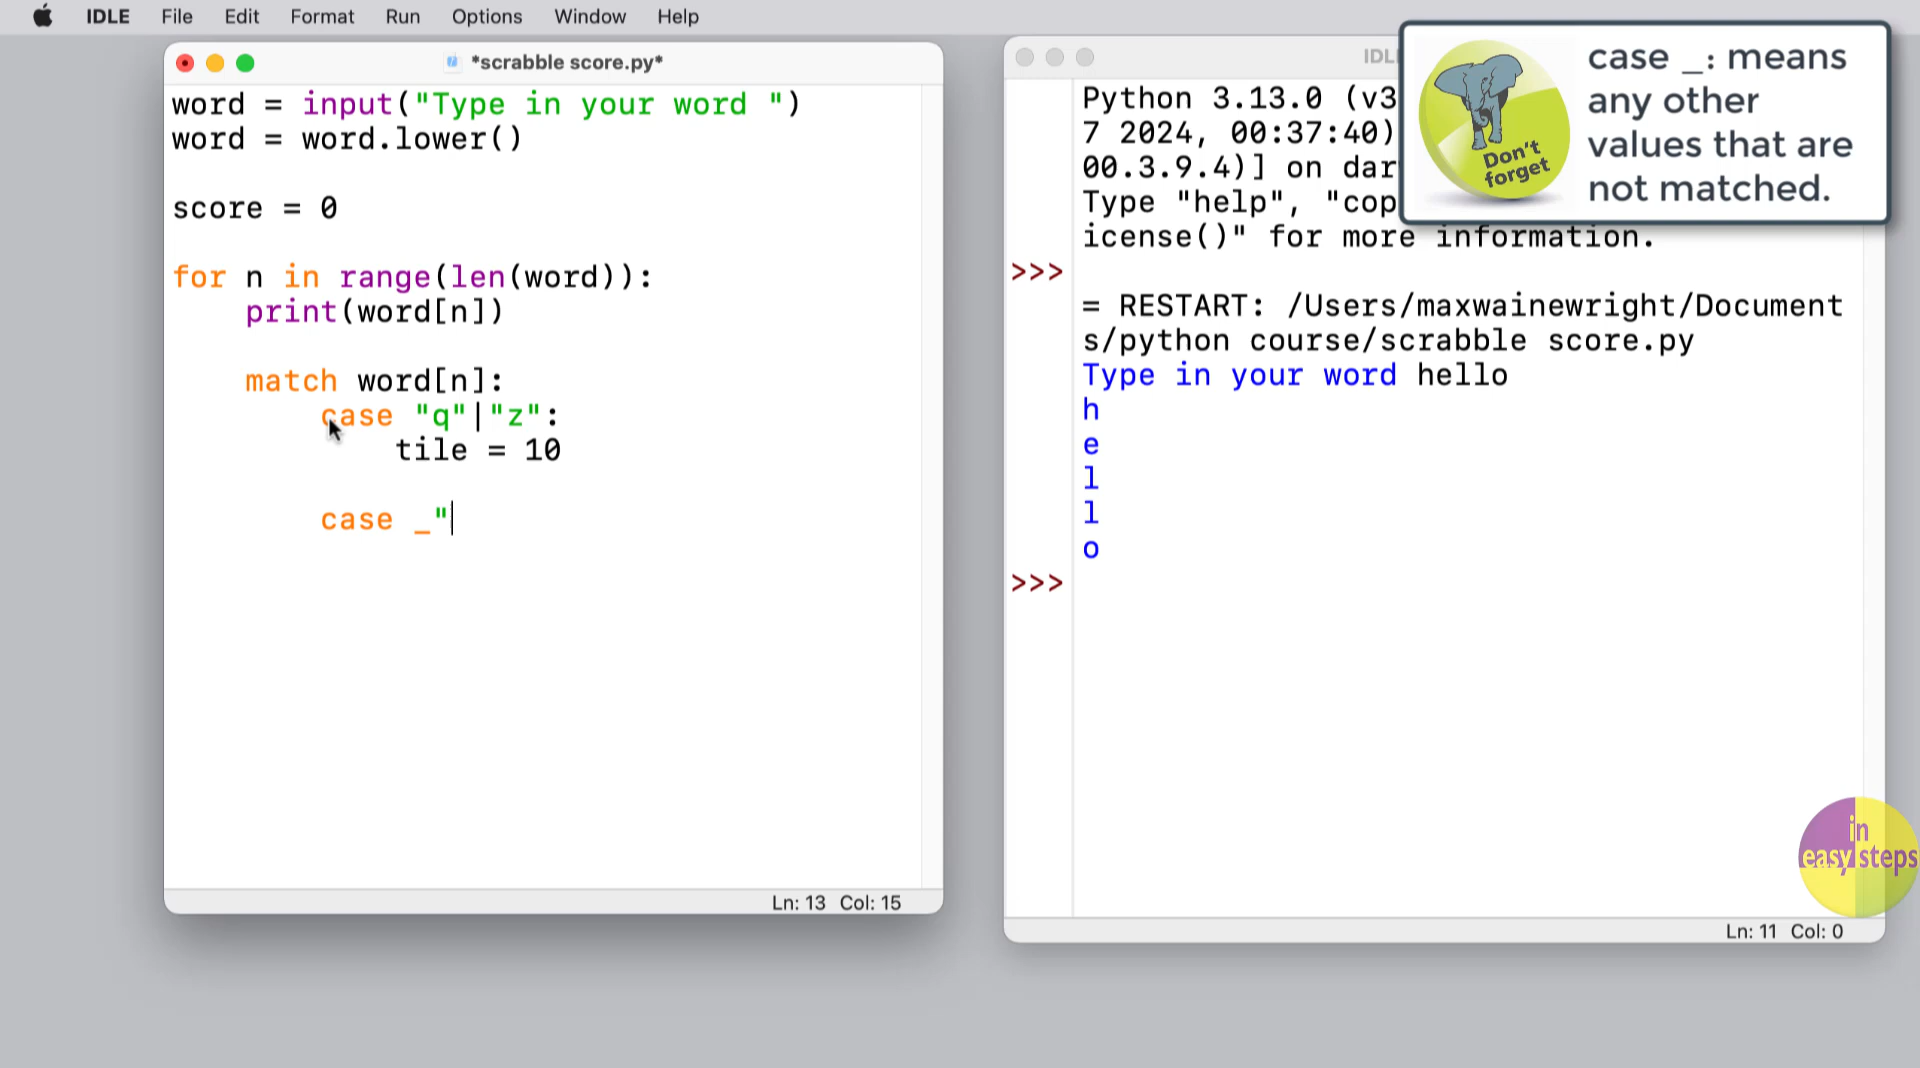 IDLE File Edit Format Run Options Window Help
*scrabble score.py*
word = input("Type in your word ")
word = word.lower()
score = 0
for n in range(len(word)):
print(word[n])
match word[n]:
case "q"|"z":
tile = 10
case _"
Ln: 13 Col: 15
IDL
Python 3.13.0 (v3
7 2024, 00:37:40)
00.3.9.4)] on dar
Type "help", "cop
icense()" for more information.
>>>
= RESTART: /Users/maxwainewright/Document
s/python course/scrabble score.py
Type in your word hello
h
e
l
l
o
>>>
Ln: 11 Col: 0
Don't
forget
case _: means
any other
values that are
not matched.
in
easy steps